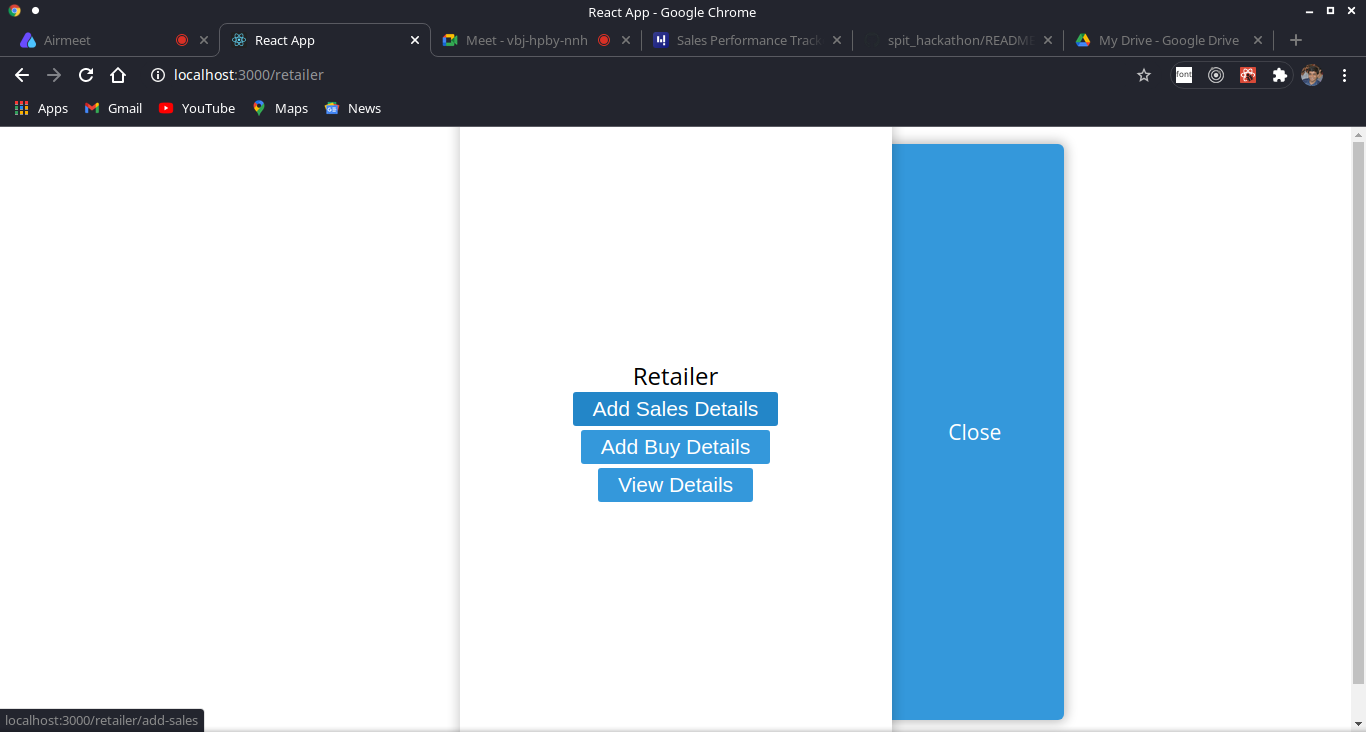 React App - Google Chrome
Airmeet
React App
Meet - vbj-hpby-nnh
Sales Performance Track
spit_hackathon/README
My Drive - Google Drive
localhost:3000/retailer
font
Apps
Gmail
YouTube
Maps
News
Retailer
Add Sales Details
Add Buy Details
View Details
Close
localhost:3000/retailer/add-sales